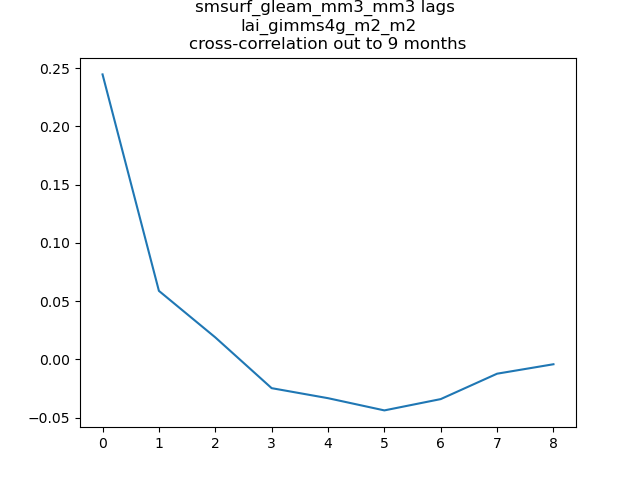 smsurf_gleam_mm3_mm3 lags
lai_gimms4g_m2_m2
cross-correlation out to 9 months
0.25
0.20
0.15
0.10
0.05
0.00
−0.05
0 1 2 3 4 5 6 7 8